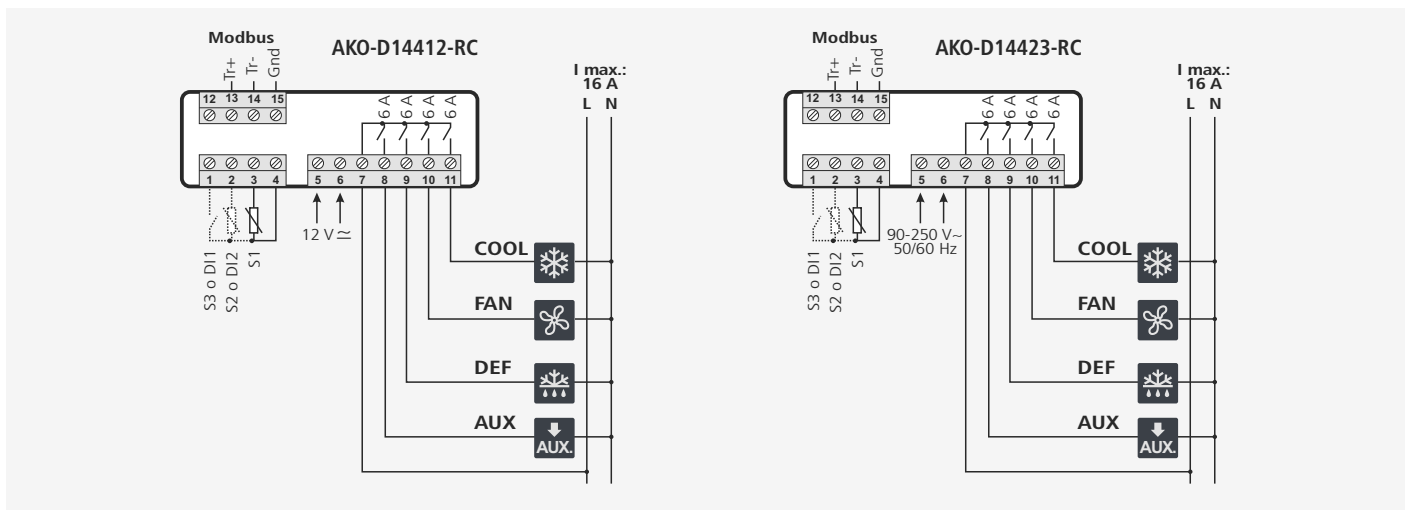 Modbus
AKO-D14412-RC
Tr+
Tr-
Gnd
I max.:
16 A
L N
12 13 14 15
6 A
6 A
6 A
6 A
1 2 3 4
5 6 7 8 9 10 11
12 V ≃
S3 o DI1
S2 o DI2
S1
COOL
FAN
DEF
AUX
AUX.
Modbus
AKO-D14423-RC
Tr+
Tr-
Gnd
I max.:
16 A
L N
12 13 14 15
6 A
6 A
6 A
6 A
1 2 3 4
5 6 7 8 9 10 11
90-250 V~
50/60 Hz
S3 o DI1
S2 o DI2
S1
COOL
FAN
DEF
AUX
AUX.